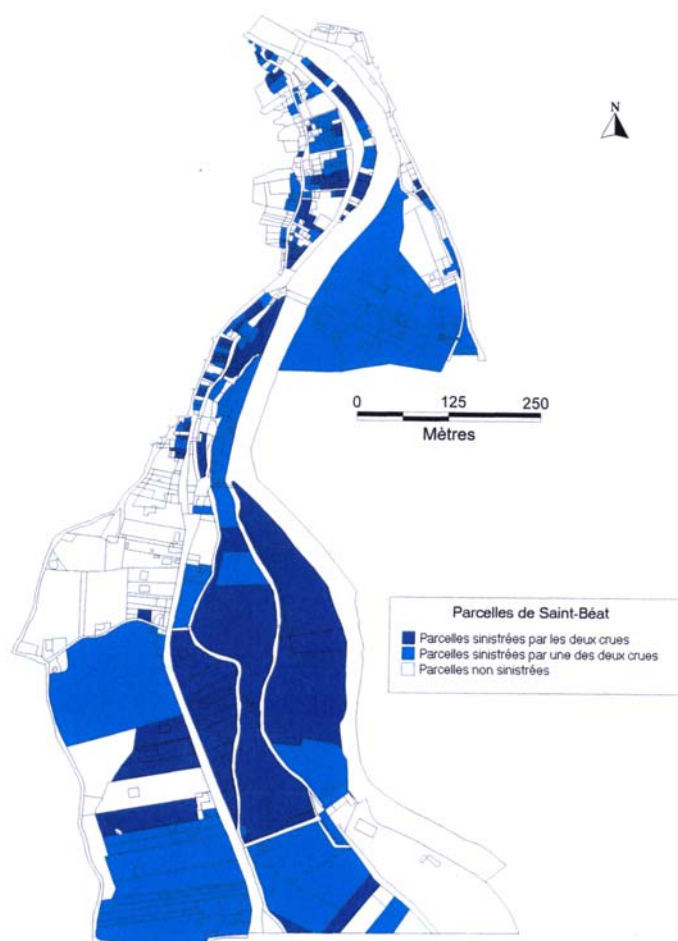 N
0 125 250
Mètres
Parcelles de Saint-Béat
Parcelles sinistrées par les deux crues
Parcelles sinistrées par une des deux crues
Parcelles non sinistrées